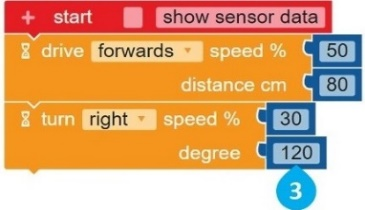 + start show sensor data
drive forwards speed % 50
distance cm 80
turn right speed % 30
degree 120
3